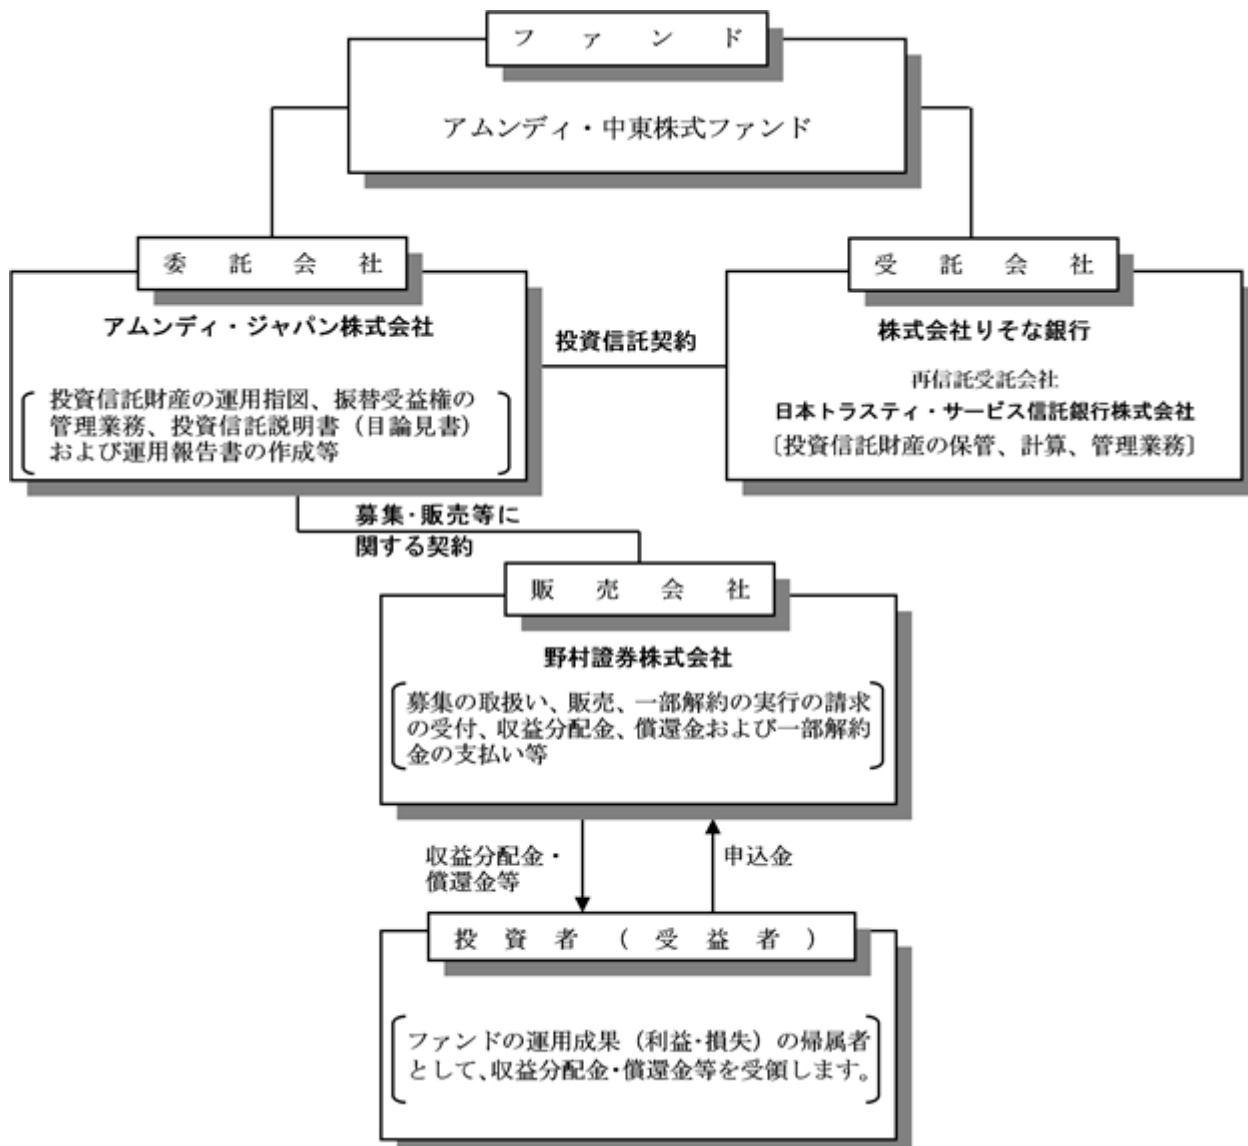 ファンド
アムンディ・中東株式ファンド
委託会社
アムンディ・ジャパン株式会社
投資信託財産の運用指図、振替受益権の
管理業務、投資信託説明書（目論見書）
および運用報告書の作成等
投資信託契約
受託会社
株式会社りそな銀行
再信託受託会社
日本トラスティ・サービス信託銀行株式会社
〔投資信託財産の保管、計算、管理業務〕
募集・販売等に
関する契約
販売会社
野村證券株式会社
募集の取扱い、販売、一部解約の実行の請求
の受付、収益分配金、償還金および一部解約
金の支払い等
収益分配金・
償還金等
申込金
投資者（受益者）
ファンドの運用成果（利益・損失）の帰属者
として、収益分配金・償還金等を受領します。